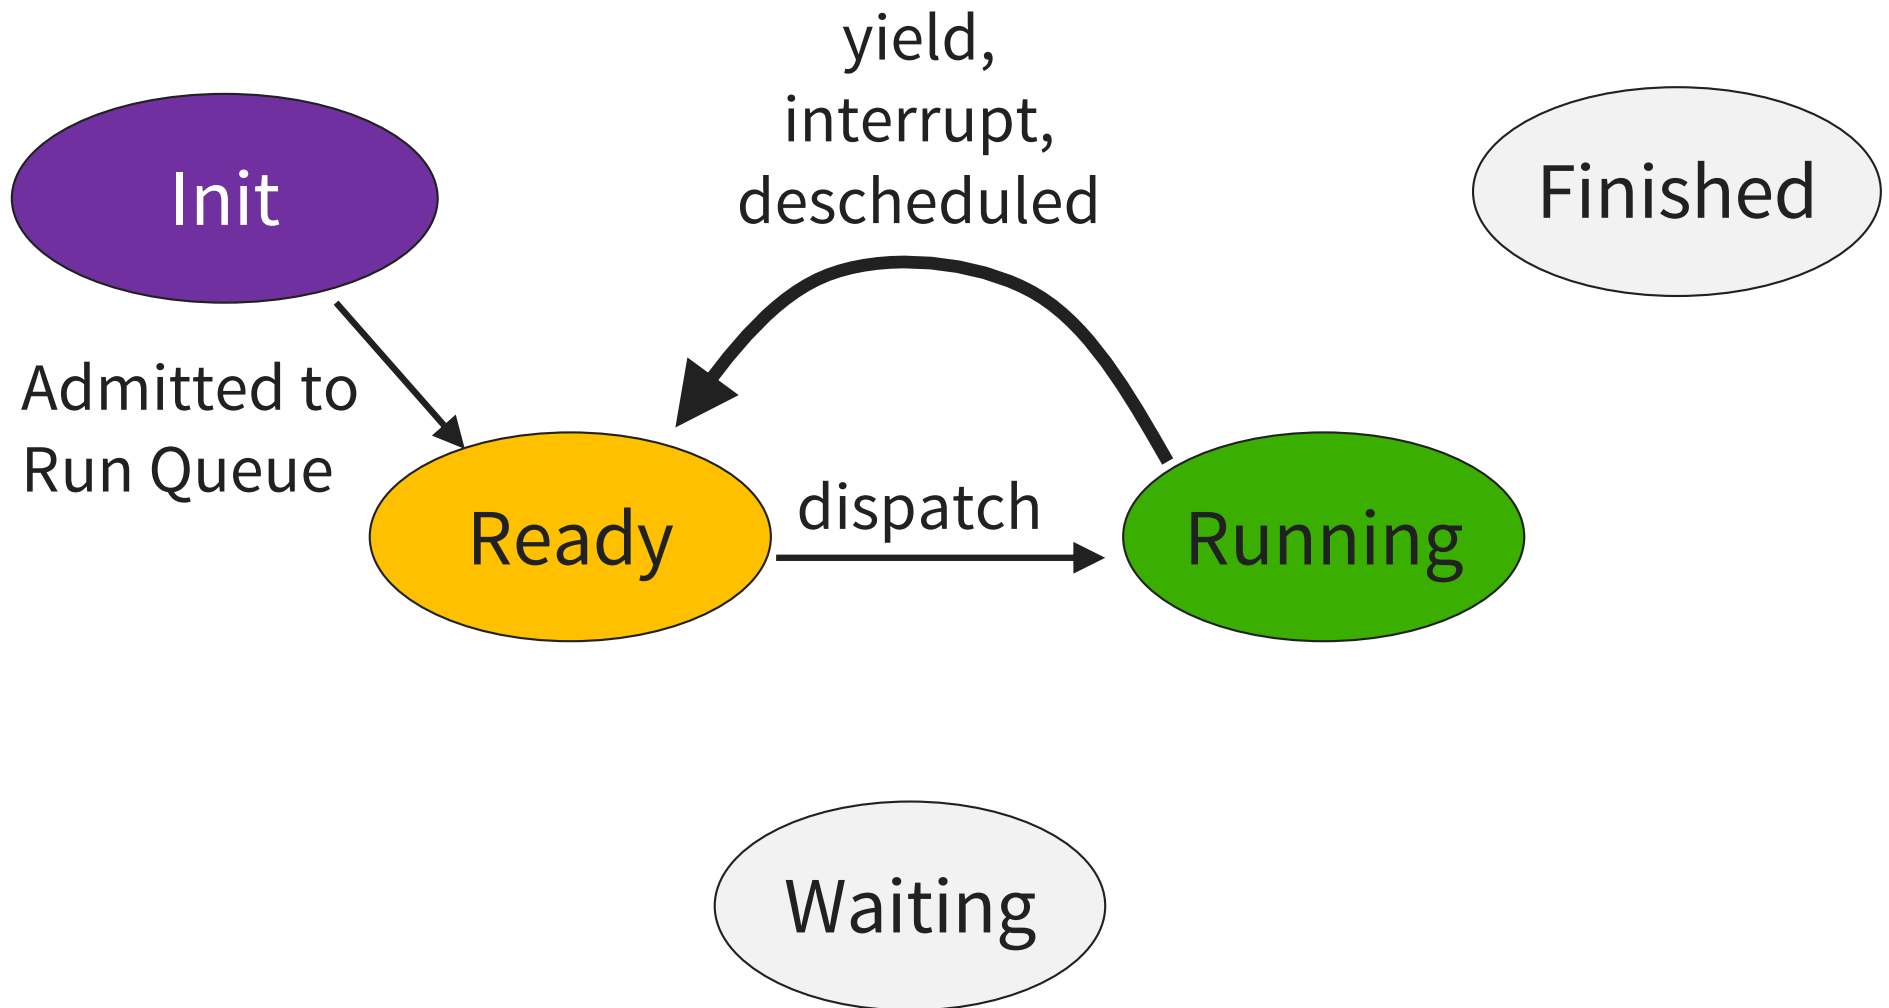 yield,
interrupt,
descheduled
Init
Finished
Admitted to
Run Queue
Ready
dispatch
Running
Waiting